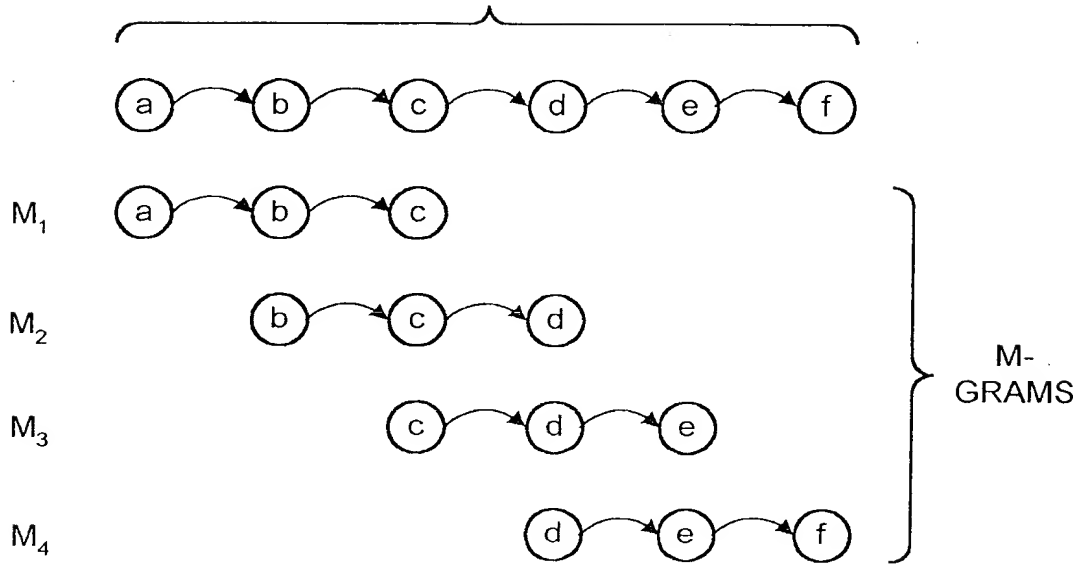 a b c d e f
M₁ a b c
M₂ b c d
M₃ c d e
M₄ d e f
M-
GRAMS